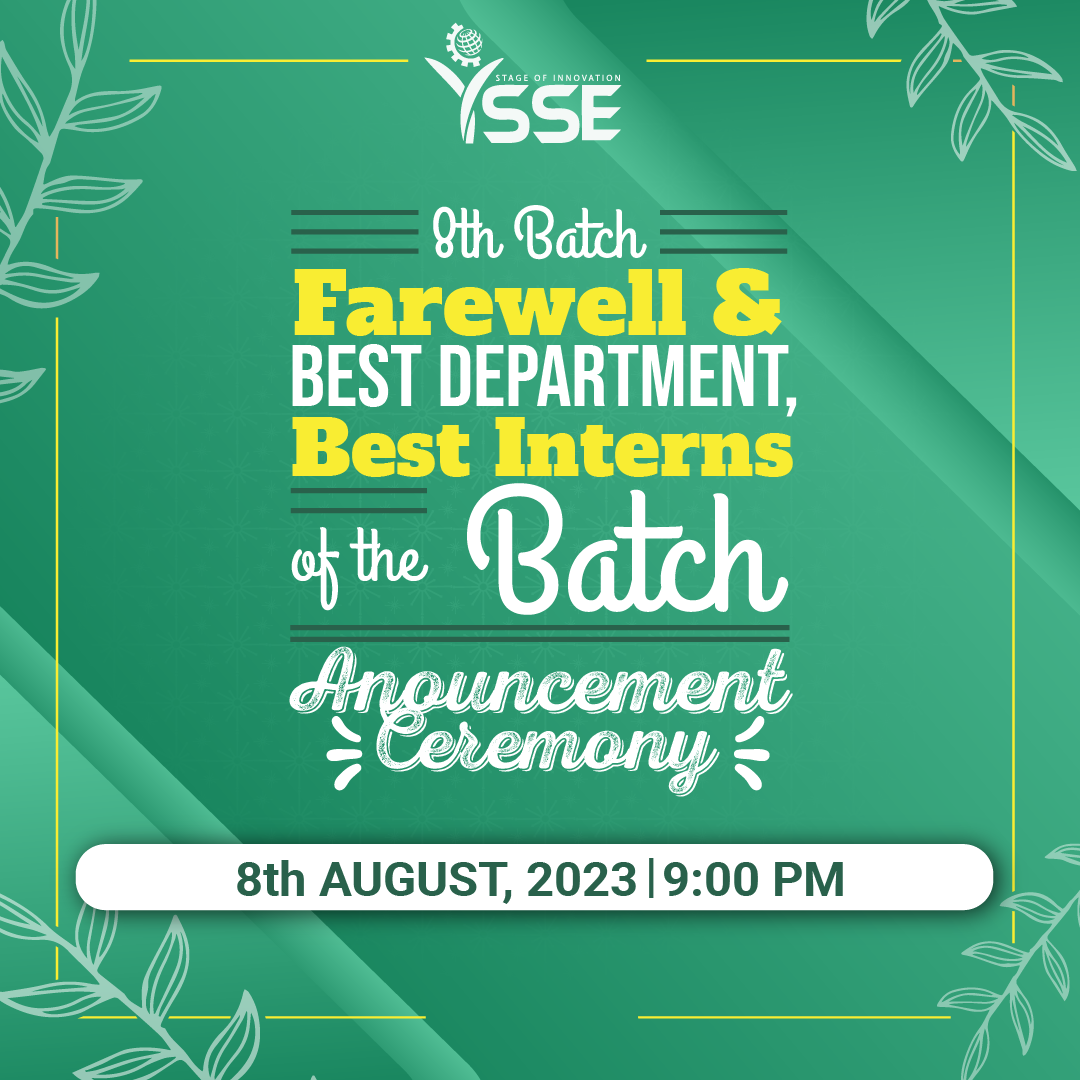 STAGE OF INNOVATION
YSSE
8th Batch
Farewell &
BEST DEPARTMENT,
Best Interns
of the Batch
Anouncement
Ceremony
8th AUGUST, 2023 | 9:00 PM